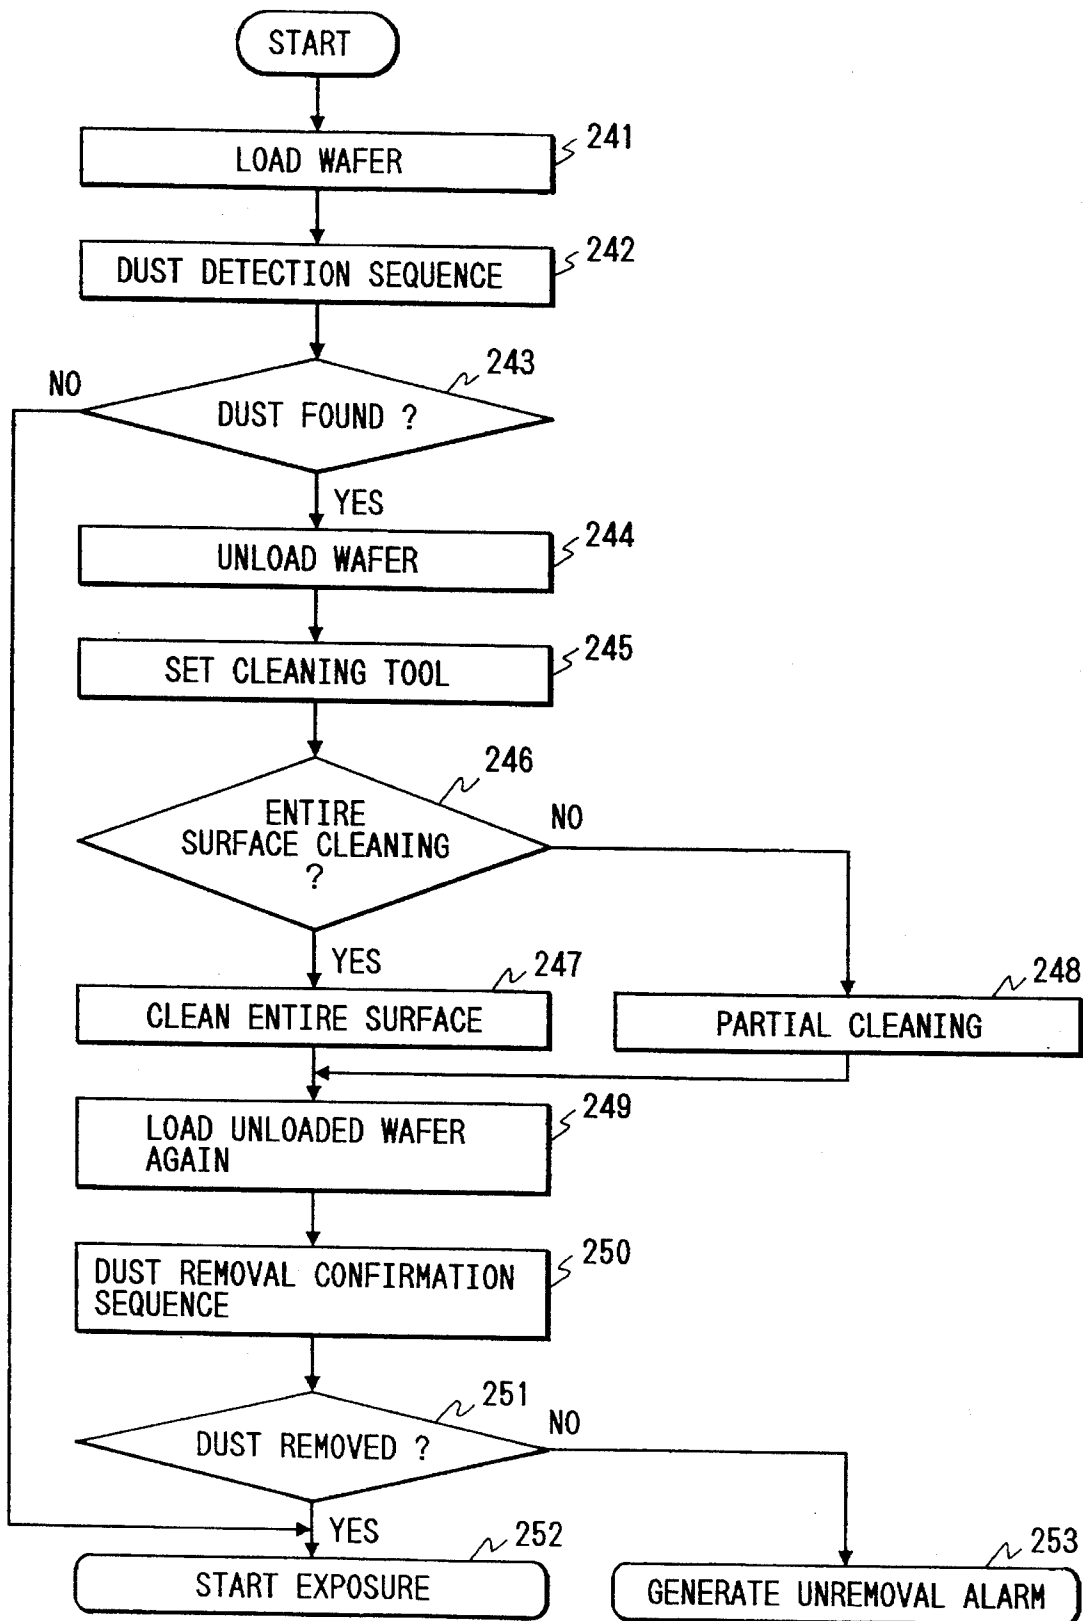 START
241
LOAD WAFER
242
DUST DETECTION SEQUENCE
243
NO
DUST FOUND ?
YES
244
UNLOAD WAFER
245
SET CLEANING TOOL
246
ENTIRE
SURFACE CLEANING
?
NO
YES
247
CLEAN ENTIRE SURFACE
248
PARTIAL CLEANING
249
LOAD UNLOADED WAFER
AGAIN
250
DUST REMOVAL CONFIRMATION
SEQUENCE
251
NO
DUST REMOVED ?
YES
252
START EXPOSURE
253
GENERATE UNREMOVAL ALARM